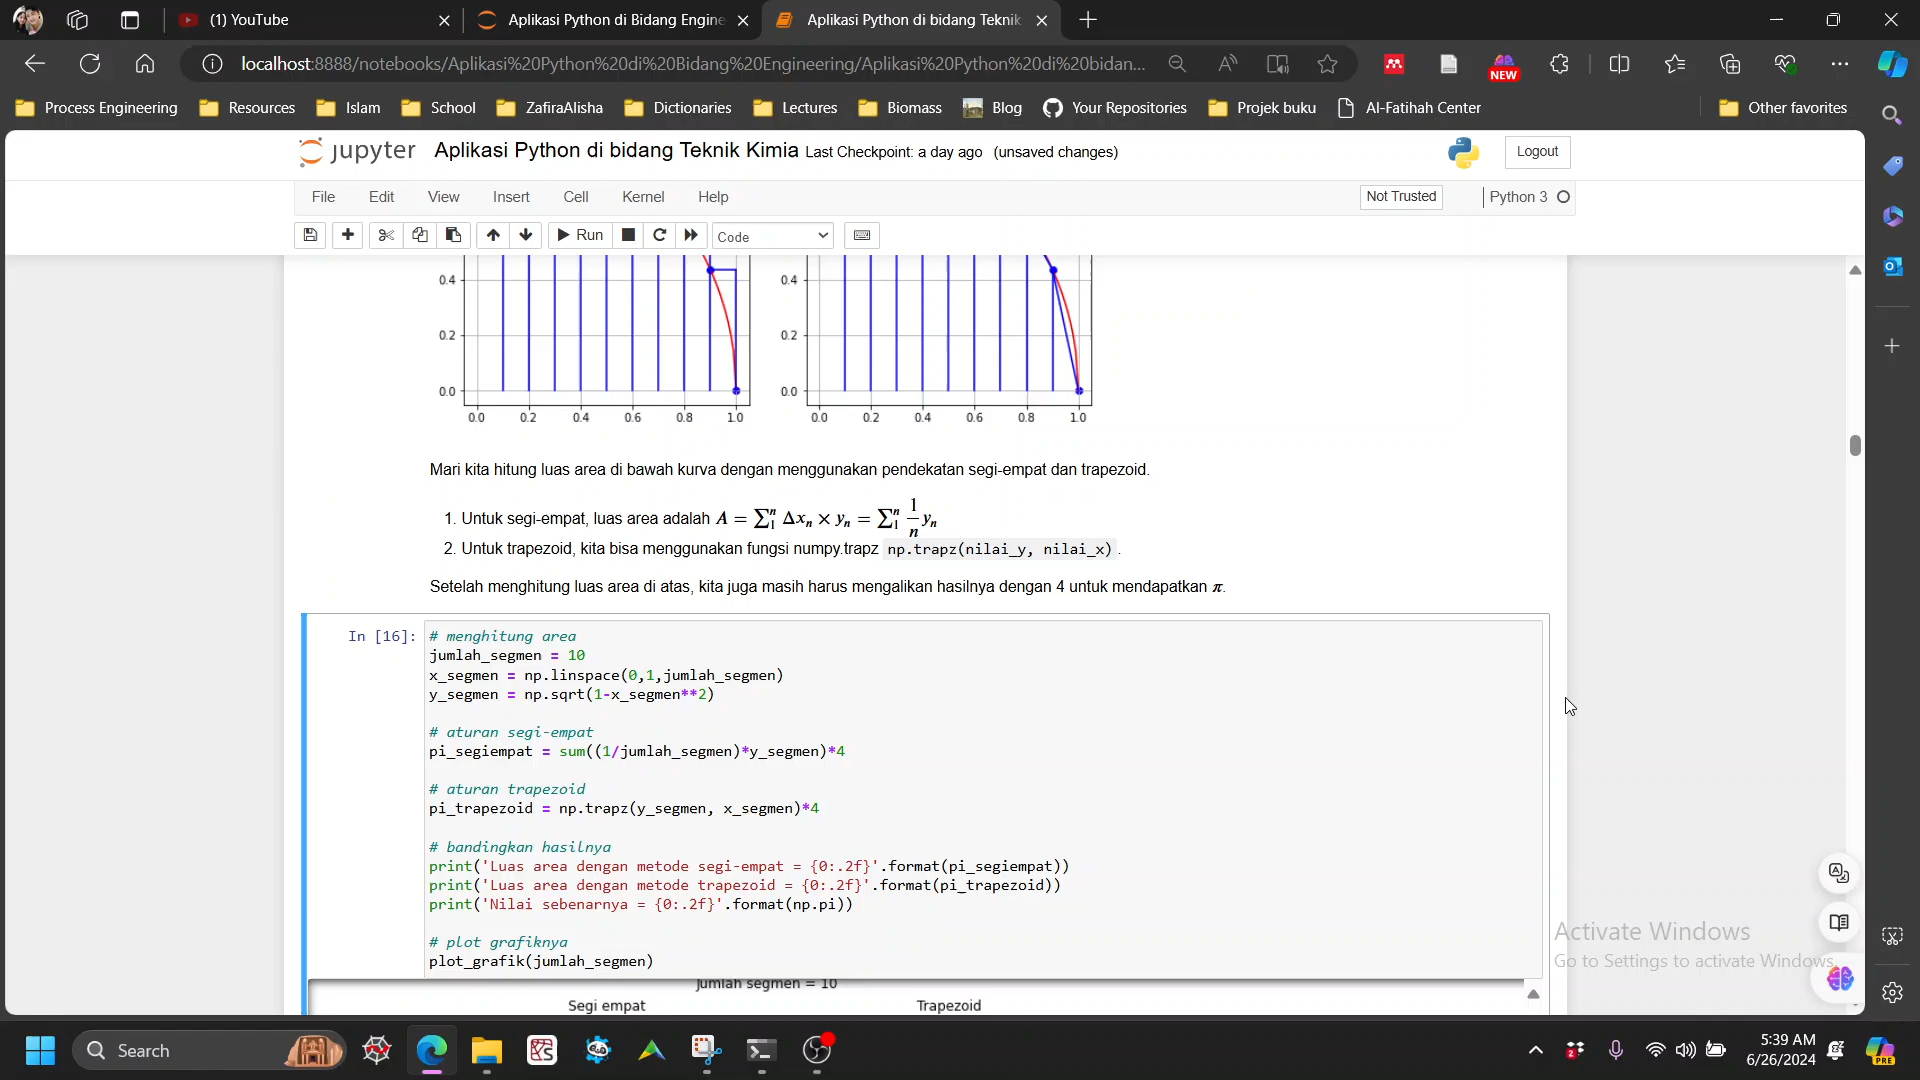 (1) YouTube
Aplikasi Python di Bidang Engine
Aplikasi Python di bidang Teknik
localhost:8888/notebooks/Aplikasi%20Python%20di%20Bidang%20Engineering/Aplikasi%20Python%20di%20bidan...
NEW
Process Engineering
Resources
Islam
School
ZafiraAlisha
Dictionaries
Lectures
Biomass
Blog
Your Repositories
Projek buku
Al-Fatihah Center
Other favorites
jupyter Aplikasi Python di bidang Teknik Kimia Last Checkpoint: a day ago (unsaved changes)
Logout
File Edit View Insert Cell Kernel Help
Not Trusted
Python 3
Run
Code
0.4
0.2
0.0
0.0 0.2 0.4 0.6 0.8 1.0
0.4
0.2
0.0
0.0 0.2 0.4 0.6 0.8 1.0
Mari kita hitung luas area di bawah kurva dengan menggunakan pendekatan segi-empat dan trapezoid.
1. Untuk segi-empat, luas area adalah A = ∑₁ⁿ Δxₙ × yₙ = ∑₁ⁿ 1/n yₙ
2. Untuk trapezoid, kita bisa menggunakan fungsi numpy.trapz np.trapz(nilai_y, nilai_x) .
Setelah menghitung luas area di atas, kita juga masih harus mengalikan hasilnya dengan 4 untuk mendapatkan π.
In [16]:
# menghitung area
jumlah_segmen = 10
x_segmen = np.linspace(0,1,jumlah_segmen)
y_segmen = np.sqrt(1-x_segmen**2)
# aturan segi-empat
pi_segiempat = sum((1/jumlah_segmen)*y_segmen)*4
# aturan trapezoid
pi_trapezoid = np.trapz(y_segmen, x_segmen)*4
# bandingkan hasilnya
print('Luas area dengan metode segi-empat = {0:.2f}'.format(pi_segiempat))
print('Luas area dengan metode trapezoid = {0:.2f}'.format(pi_trapezoid))
print('Nilai sebenarnya = {0:.2f}'.format(np.pi))
# plot grafiknya
plot_grafik(jumlah_segmen)
Jumlah segmen = 10
Segi empat
Trapezoid
Activate Windows
Go to Settings to activate Windows.
Search
5:39 AM
6/26/2024
PRE